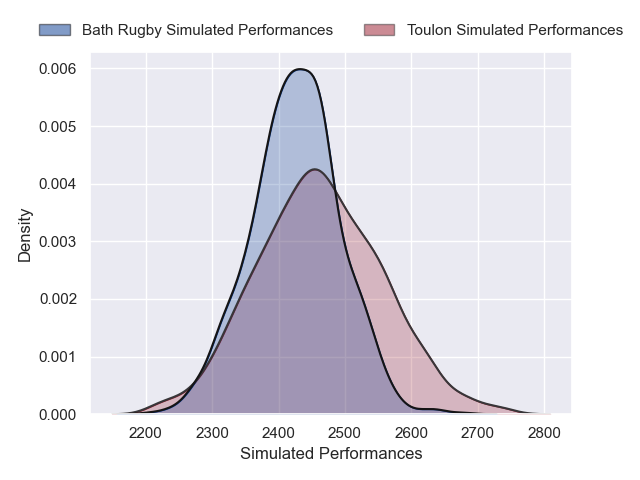 Bath Rugby Simulated Performances Toulon Simulated Performances
0.006
0.005
0.004
0.003
0.002
0.001
0.000
Density
2200 2300 2400 2500 2600 2700 2800
Simulated Performances